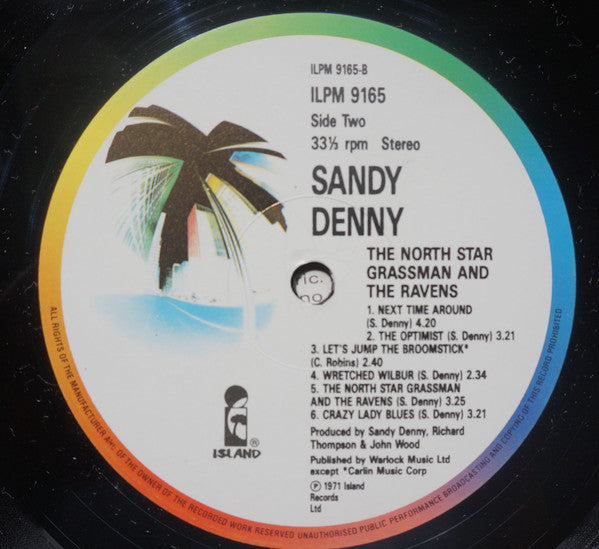 ILPM 9165-B
ILPM 9165
Side Two
33⅓ rpm Stereo
SANDY
DENNY
THE NORTH STAR
GRASSMAN AND
THE RAVENS
1. NEXT TIME AROUND
(S. Denny) 4.20
2. THE OPTIMIST (S. Denny) 3.21
3. LET'S JUMP THE BROOMSTICK*
(C. Robins) 2.40
4. WRETCHED WILBUR (S. Denny) 2.34
5. THE NORTH STAR GRASSMAN
AND THE RAVENS (S. Denny) 3.25
6. CRAZY LADY BLUES (S. Denny) 3.21
Produced by Sandy Denny, Richard
Thompson & John Wood
Published by Warlock Music Ltd
except *Carlin Music Corp
℗ 1971 Island
Records
Ltd
ISLAND ®
ric.
no
ALL RIGHTS OF THE MANUFACTURER AND OF THE OWNER OF THE RECORDED WORK RESERVED UNAUTHORISED PUBLIC PERFORMANCE BROADCASTING AND COPYING OF THIS RECORD PROHIBITED